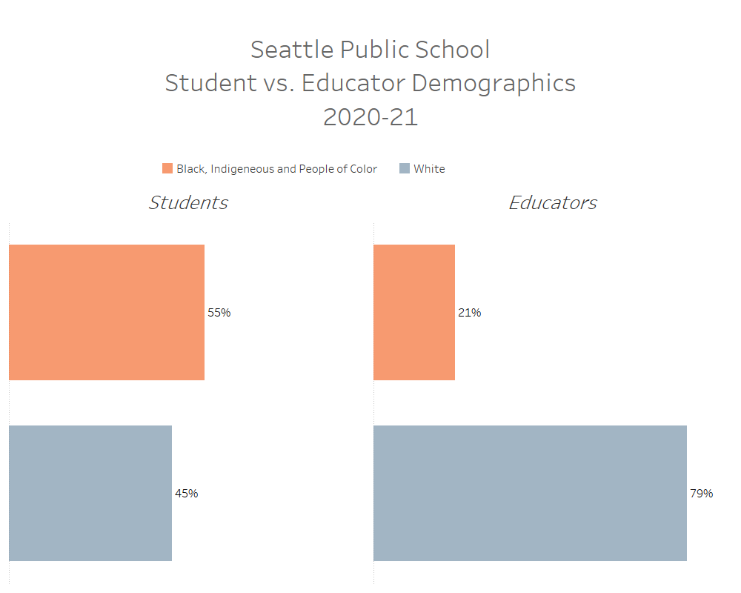 Seattle Public School
Student vs. Educator Demographics
2020-21
Black, Indigeneous and People of Color
White
Students
Educators
55%
21%
45%
79%